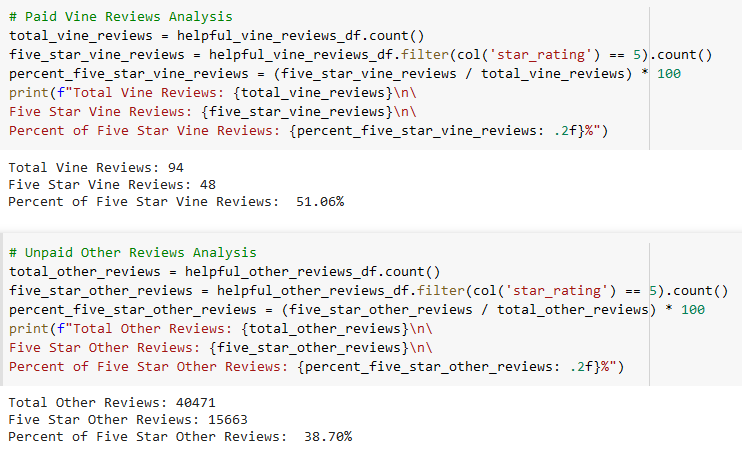 # Paid Vine Reviews Analysis
total_vine_reviews = helpful_vine_reviews_df.count()
five_star_vine_reviews = helpful_vine_reviews_df.filter(col('star_rating') == 5).count()
percent_five_star_vine_reviews = (five_star_vine_reviews / total_vine_reviews) * 100
print(f"Total Vine Reviews: {total_vine_reviews}\n\
Five Star Vine Reviews: {five_star_vine_reviews}\n\
Percent of Five Star Vine Reviews: {percent_five_star_vine_reviews: .2f}%")
Total Vine Reviews: 94
Five Star Vine Reviews: 48
Percent of Five Star Vine Reviews:  51.06%
# Unpaid Other Reviews Analysis
total_other_reviews = helpful_other_reviews_df.count()
five_star_other_reviews = helpful_other_reviews_df.filter(col('star_rating') == 5).count()
percent_five_star_other_reviews = (five_star_other_reviews / total_other_reviews) * 100
print(f"Total Other Reviews: {total_other_reviews}\n\
Five Star Other Reviews: {five_star_other_reviews}\n\
Percent of Five Star Other Reviews: {percent_five_star_other_reviews: .2f}%")
Total Other Reviews: 40471
Five Star Other Reviews: 15663
Percent of Five Star Other Reviews:  38.70%